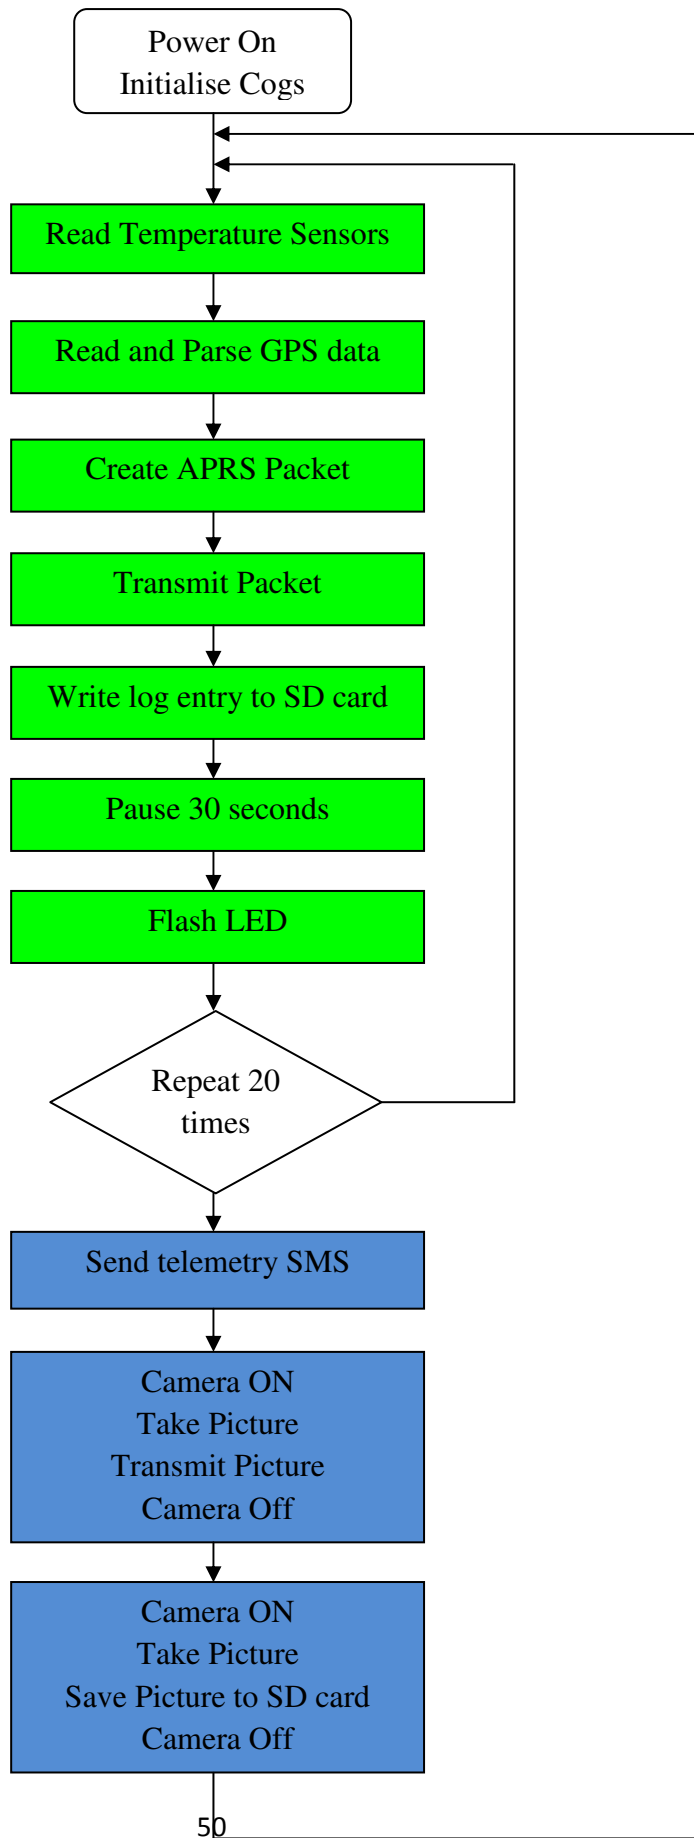 Power On
Initialise Cogs
Read Temperature Sensors
Read and Parse GPS data
Create APRS Packet
Transmit Packet
Write log entry to SD card
Pause 30 seconds
Flash LED
Repeat 20
times
Send telemetry SMS
Camera ON
Take Picture
Transmit Picture
Camera Off
Camera ON
Take Picture
Save Picture to SD card
Camera Off
50